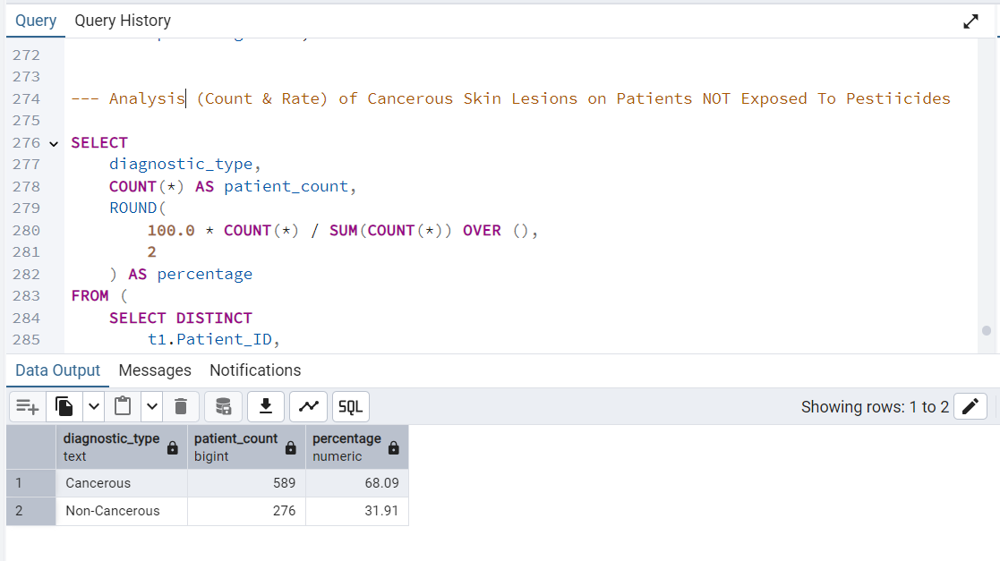 Query Query History
272
273
274 --- Analysis (Count & Rate) of Cancerous Skin Lesions on Patients NOT Exposed To Pestiicides
275
276 SELECT
277 diagnostic_type,
278 COUNT(*) AS patient_count,
279 ROUND(
280 100.0 * COUNT(*) / SUM(COUNT(*)) OVER (),
281 2
282 ) AS percentage
283 FROM (
284 SELECT DISTINCT
285 t1.Patient_ID,
Data Output Messages Notifications
SQL Showing rows: 1 to 2
diagnostic_type patient_count percentage
text bigint numeric
1 Cancerous 589 68.09
2 Non-Cancerous 276 31.91